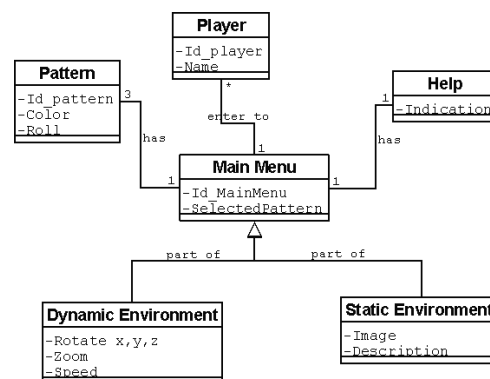 Player
-Id_player
-Name
Pattern
-Id_pattern
-Color
-Roll
Help
-Indication
3
has
1
*
enter to
1
1
has
1
Main Menu
-Id_MainMenu
-SelectedPattern
part of
part of
Dynamic Environment
-Rotate x,y,z
-Zoom
-Speed
Static Environment
-Image
-Description